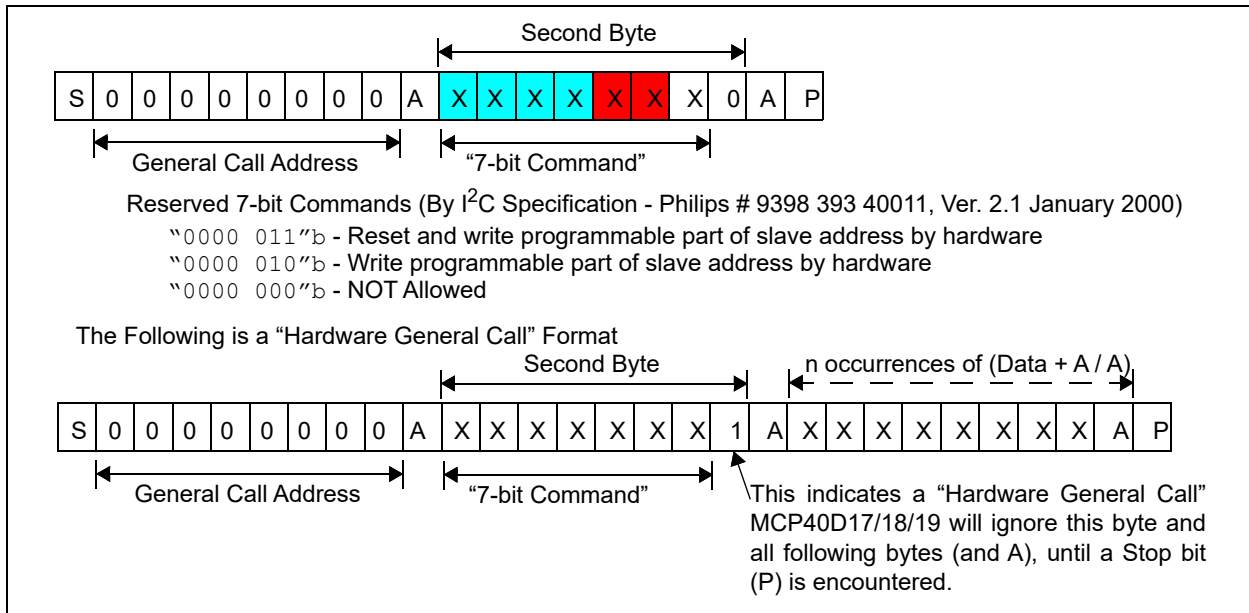 Second Byte
S 0 0 0 0 0 0 0 0 A X X X X X X X 0 A P
General Call Address “7-bit Command”
Reserved 7-bit Commands (By I2C Specification - Philips # 9398 393 40011, Ver. 2.1 January 2000)
“0000 011”b - Reset and write programmable part of slave address by hardware
“0000 010”b - Write programmable part of slave address by hardware
“0000 000”b - NOT Allowed
The Following is a “Hardware General Call” Format
Second Byte n occurrences of (Data + A / A)
S 0 0 0 0 0 0 0 0 A X X X X X X X 1 A X X X X X X X X A P
General Call Address “7-bit Command”
This indicates a “Hardware General Call”
MCP40D17/18/19 will ignore this byte and
all following bytes (and A), until a Stop bit
(P) is encountered.